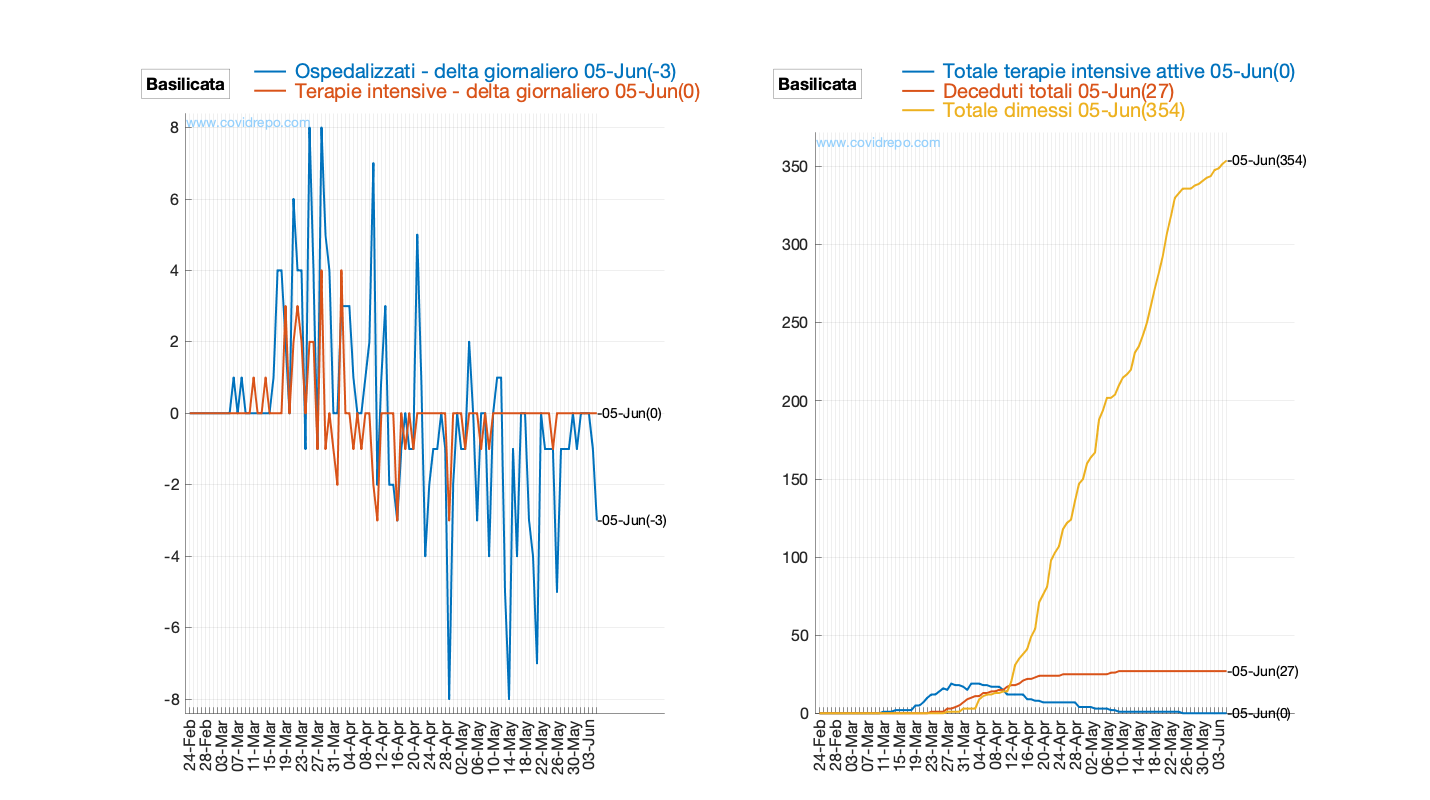 Basilicata
Ospedalizzati - delta giornaliero 05-Jun(-3)
Terapie intensive - delta giornaliero 05-Jun(0)
www.covidrepo.com
8
6
4
2
0
-2
-4
-6
-8
-05-Jun(0)
-05-Jun(-3)
24-Feb
28-Feb
03-Mar
07-Mar
11-Mar
15-Mar
19-Mar
23-Mar
27-Mar
31-Mar
04-Apr
08-Apr
12-Apr
16-Apr
20-Apr
24-Apr
28-Apr
02-May
06-May
10-May
14-May
18-May
22-May
26-May
30-May
03-Jun
Basilicata
Totale terapie intensive attive 05-Jun(0)
Deceduti totali 05-Jun(27)
Totale dimessi 05-Jun(354)
www.covidrepo.com
350
300
250
200
150
100
50
0
-05-Jun(354)
-05-Jun(27)
-05-Jun(0)
24-Feb
28-Feb
03-Mar
07-Mar
11-Mar
15-Mar
19-Mar
23-Mar
27-Mar
31-Mar
04-Apr
08-Apr
12-Apr
16-Apr
20-Apr
24-Apr
28-Apr
02-May
06-May
10-May
14-May
18-May
22-May
26-May
30-May
03-Jun